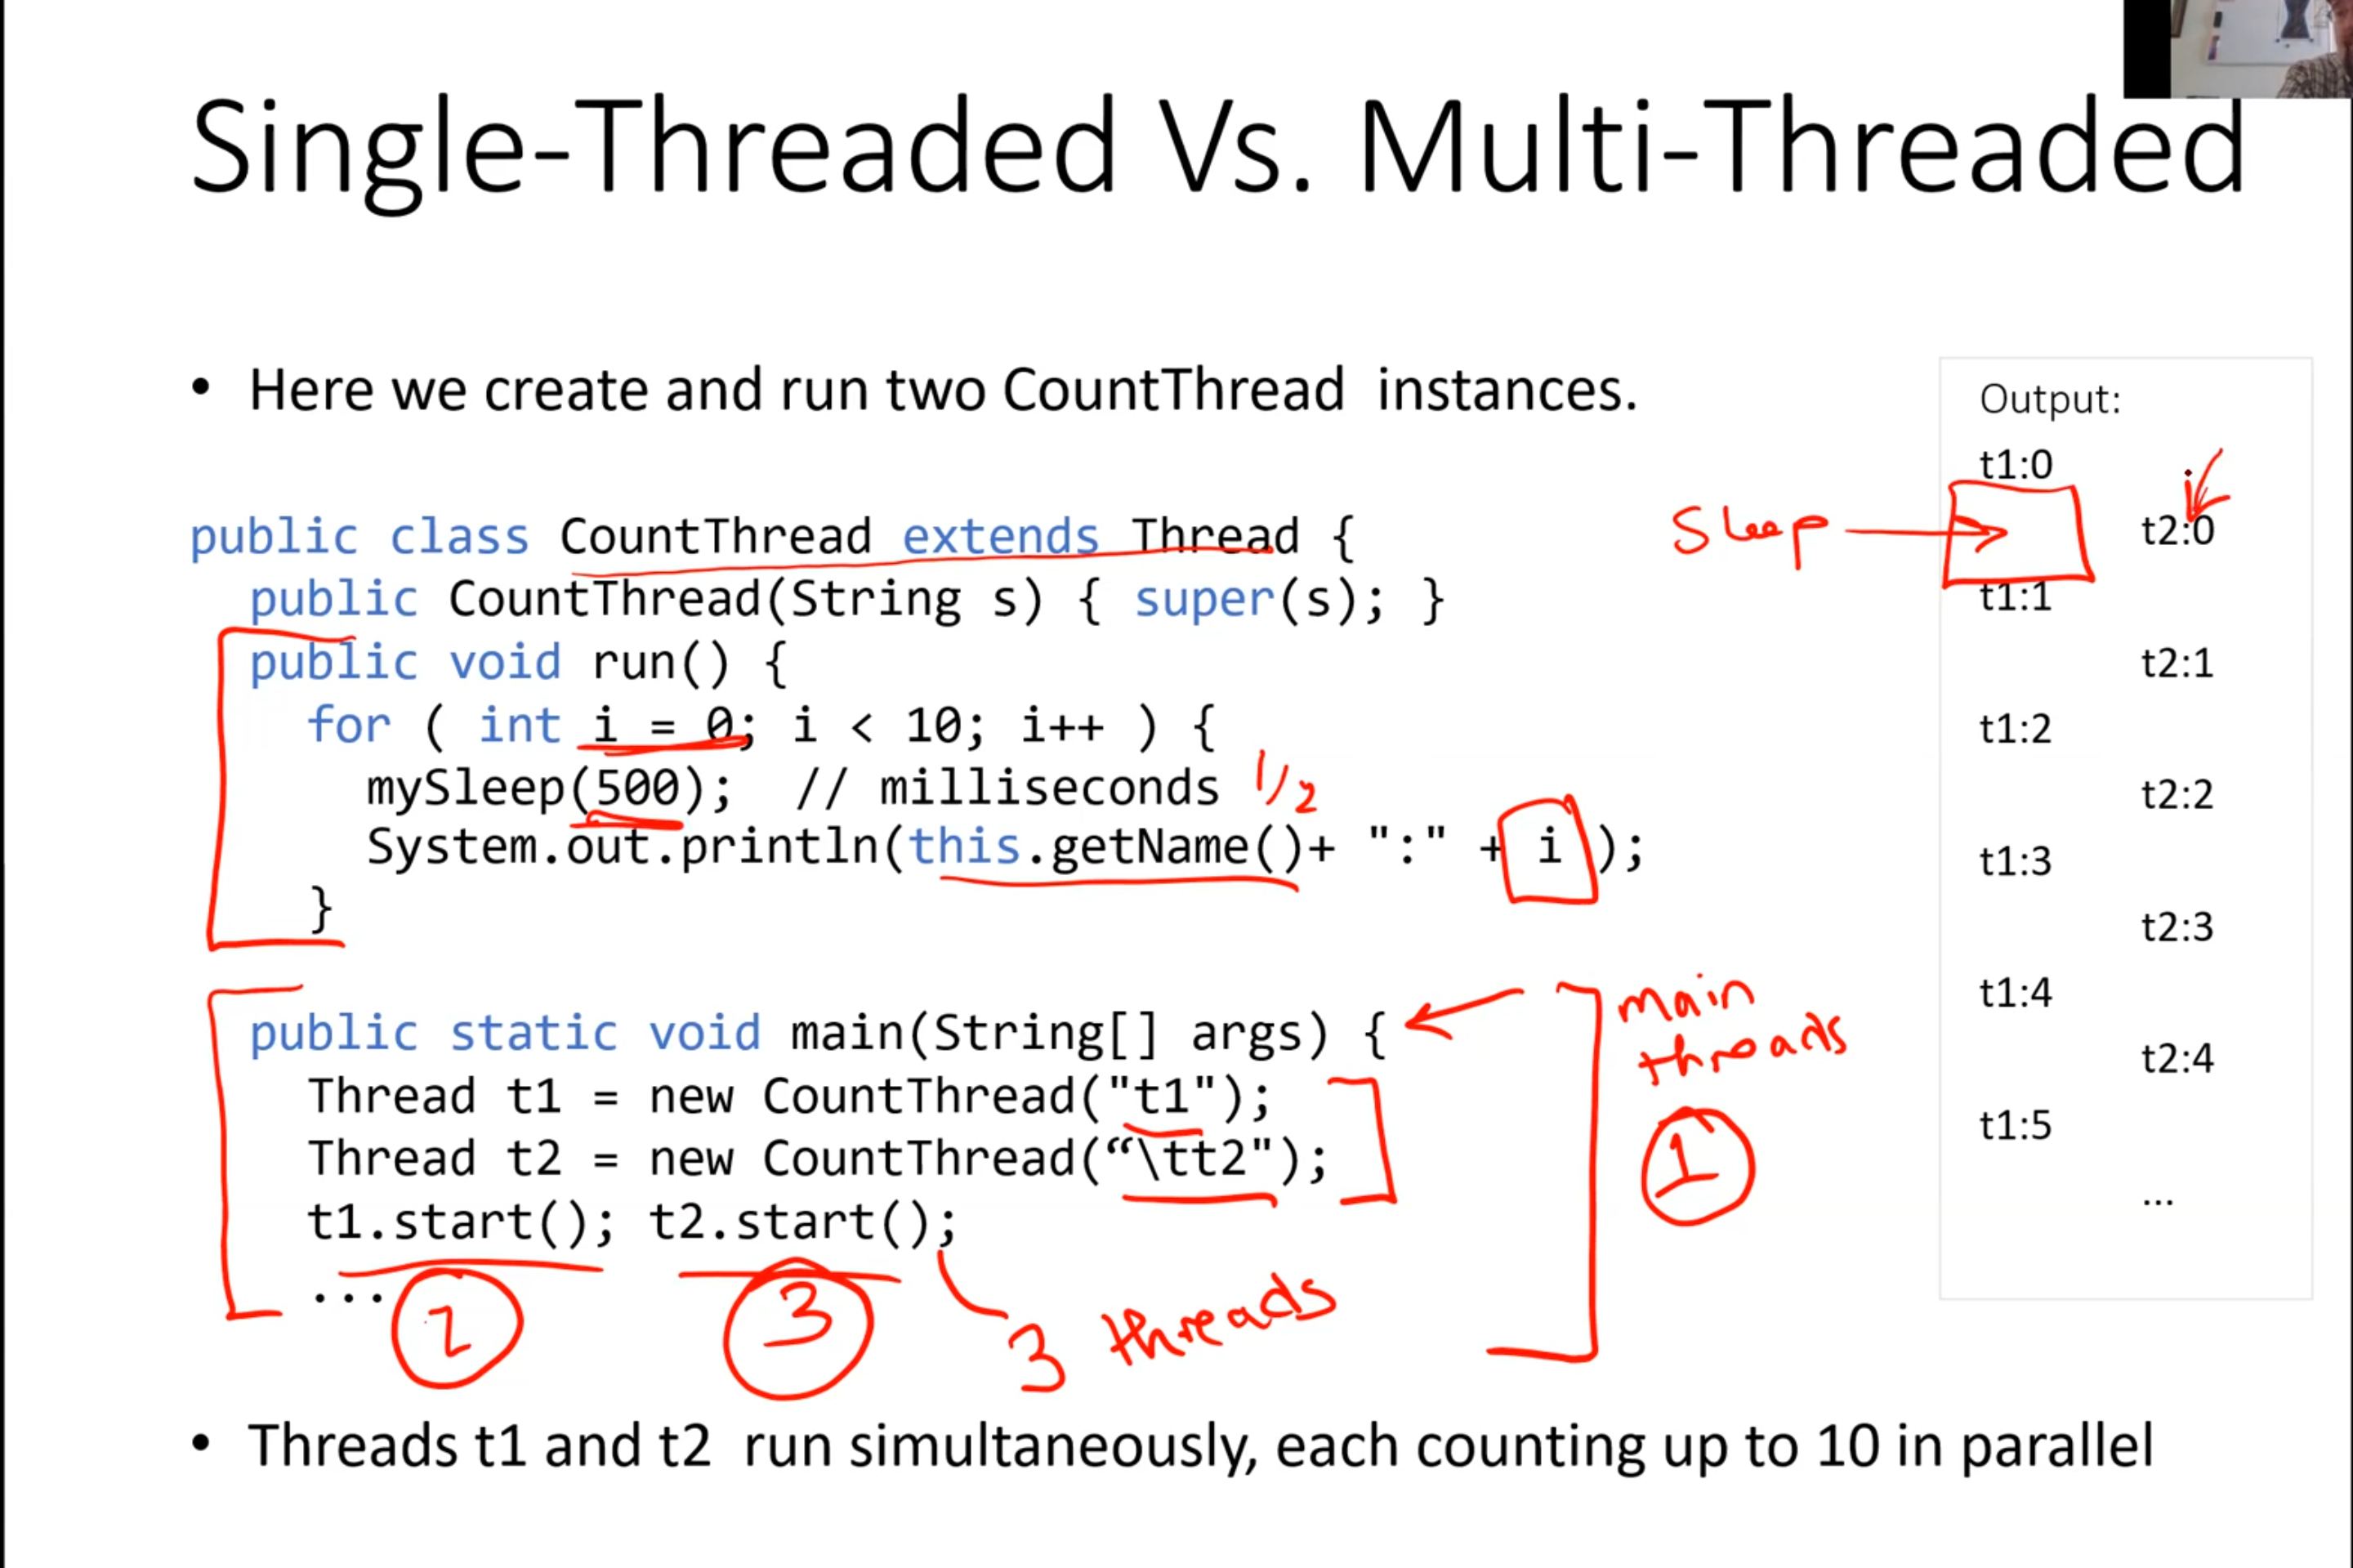 Single-Threaded Vs. Multi-Threaded
• Here we create and run two CountThread instances.
public class CountThread extends Thread {
public CountThread(String s) { super(s); }
public void run() {
for ( int i = 0; i < 10; i++ ) {
mySleep(500); // milliseconds 1/2
System.out.println(this.getName()+ ":" + i );
}
public static void main(String[] args) {
Thread t1 = new CountThread("t1");
Thread t2 = new CountThread(“\tt2");
t1.start(); t2.start();
...
2
3
3 threads
main
threads
1
Sleep
Output:
t1:0
i
t2:0
t1:1
t2:1
t1:2
t2:2
t1:3
t2:3
t1:4
t2:4
t1:5
...
• Threads t1 and t2 run simultaneously, each counting up to 10 in parallel